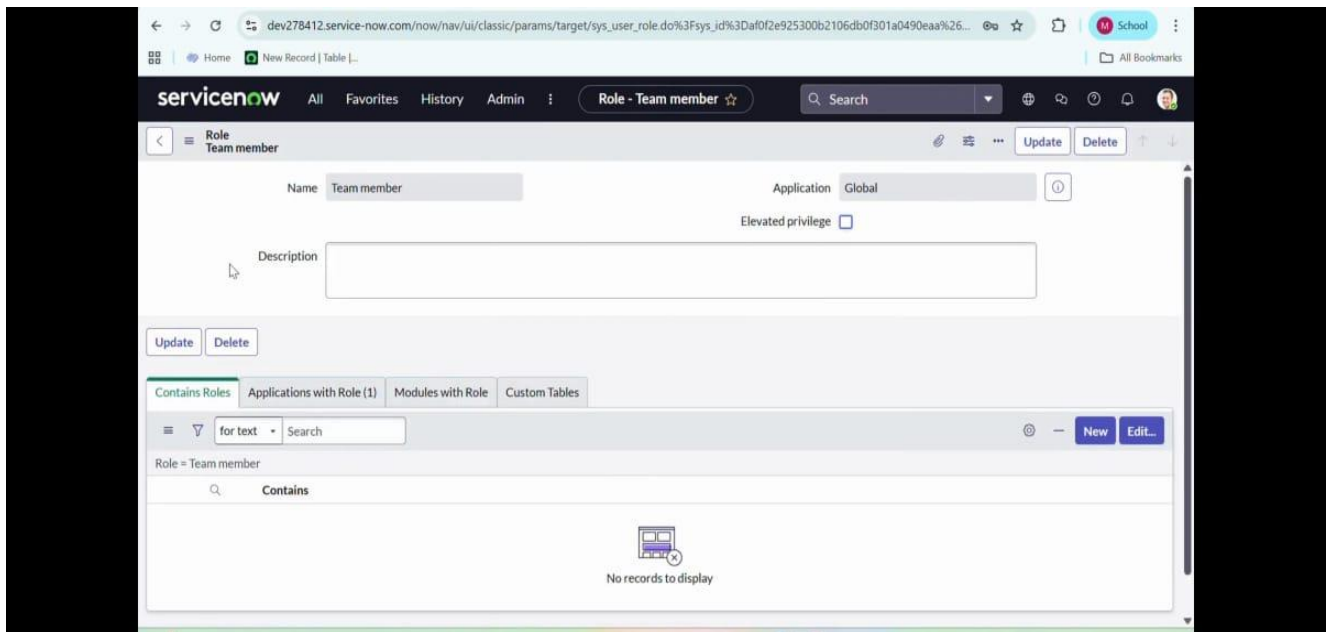 dev278412.service-now.com/now/nav/ui/classic/params/target/sys_user_role.do%3Fsys_id%3Daf0f2e925300b2106db0f301a0490eaa%26...
M School
Home New Record | Table |...
All Bookmarks
servicenow All Favorites History Admin Role - Team member Search
Role
Team member
Update Delete
Name Team member
Application Global
Elevated privilege
Description
Update Delete
Contains Roles Applications with Role (1) Modules with Role Custom Tables
for text Search New Edit...
Role = Team member
Contains
No records to display